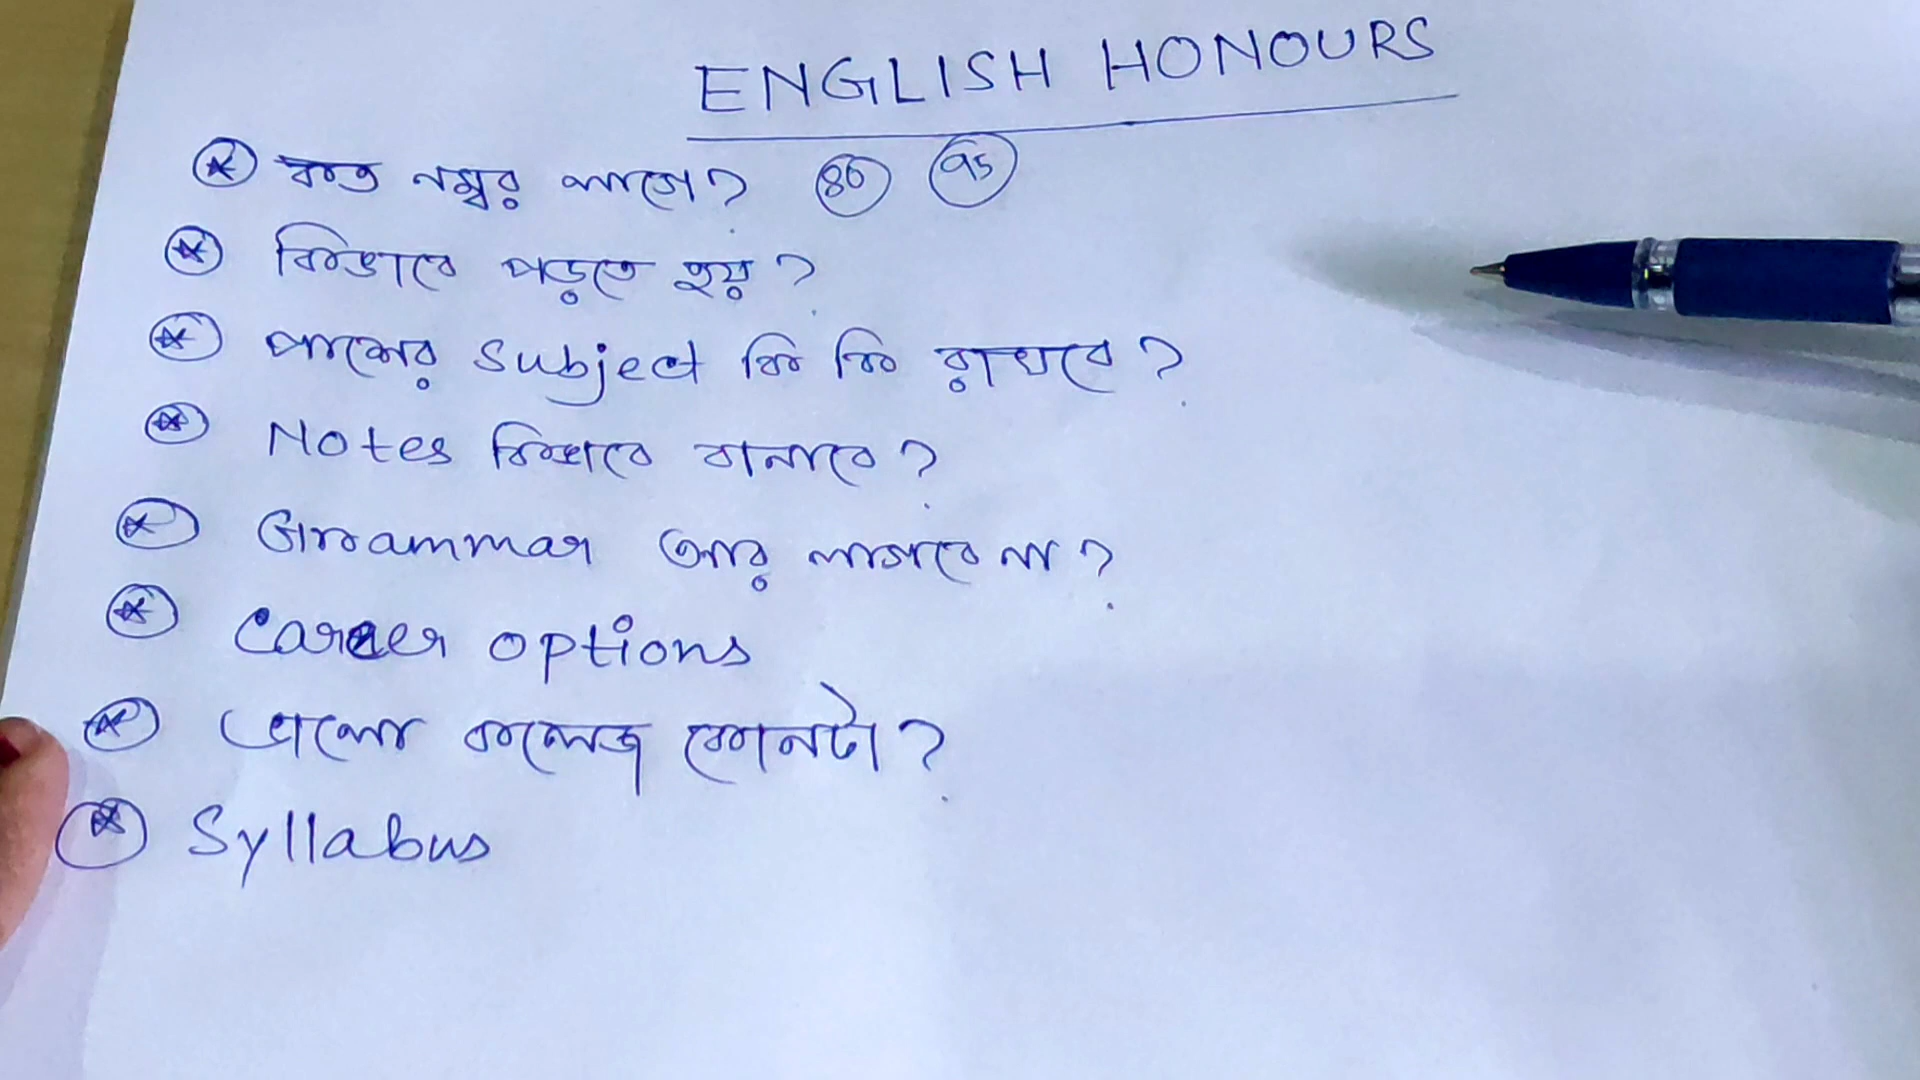 ENGLISH HONOURS
কত নম্বর লাগে? 80 95
কিভাবে পড়তে হয়?
পাশের subject কি কি রাখবে?
Notes কিভাবে বানাবে?
Grammar আর লাগবে না?
Career options
ভালো কলেজ কোনটা?
Syllabus